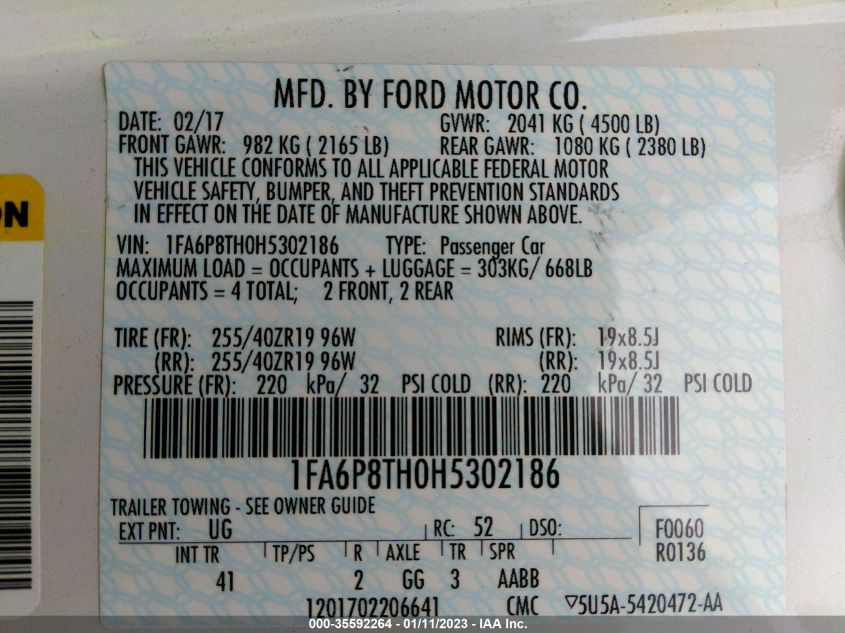 MFD. BY FORD MOTOR CO.
DATE: 02/17 GVWR: 2041 KG ( 4500 LB)
FRONT GAWR: 982 KG ( 2165 LB) REAR GAWR: 1080 KG ( 2380 LB)
THIS VEHICLE CONFORMS TO ALL APPLICABLE FEDERAL MOTOR
VEHICLE SAFETY, BUMPER, AND THEFT PREVENTION STANDARDS
IN EFFECT ON THE DATE OF MANUFACTURE SHOWN ABOVE.
ON
VIN: 1FA6P8TH0H5302186 TYPE: Passenger Car
MAXIMUM LOAD = OCCUPANTS + LUGGAGE = 303KG/ 668LB
OCCUPANTS = 4 TOTAL; 2 FRONT, 2 REAR
TIRE (FR): 255/40ZR19 96W RIMS (FR): 19x8.5J
(RR): 255/40ZR19 96W (RR): 19x8.5J
PRESSURE (FR): 220 kPa/ 32 PSI COLD (RR): 220 kPa/ 32 PSI COLD
1FA6P8TH0H5302186
TRAILER TOWING - SEE OWNER GUIDE
EXT PNT: UG RC: 52 DSO: F0060
R0136
INT TR TP/PS R AXLE TR SPR
41 2 GG 3 AABB
1201702206641 CMC ▽5U5A-5420472-AA
000-35592264 - 01/11/2023 - IAA Inc.